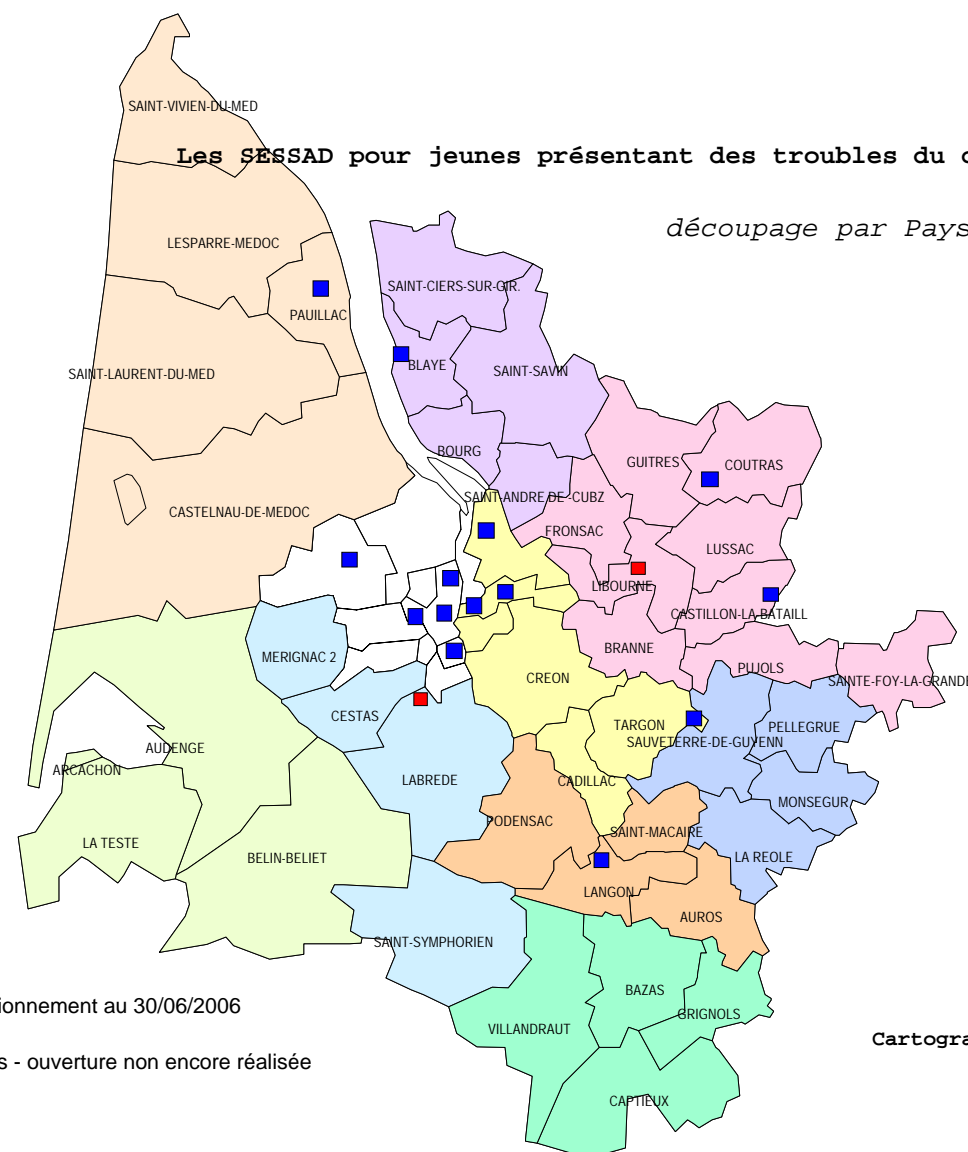 SAINT-VIVIEN-DU-MED
Les SESSAD pour jeunes présentant des troubles du
découpage par Pays
LESPARRE-MEDOC
SAINT-CIERS-SUR-GIR.
PAUILLAC
BLAYE
SAINT-SAVIN
SAINT-LAURENT-DU-MED
BOURG
GUITRES
COUTRAS
SAINT-ANDRE-DE-CUBZ
CASTELNAU-DE-MEDOC
FRONSAC
LUSSAC
LIBOURNE
CASTILLON-LA-BATAILL
BRANNE
MERIGNAC 2
PUJOLS
CREON
SAINTE-FOY-LA-GRANDE
CESTAS
TARGON
PELLEGRUE
SAUVETERRE-DE-GUYENN
AUDENGE
ARCACHON
LABREDE
CADILLAC
MONSEGUR
PODENSAC
SAINT-MACAIRE
LA TESTE
BELIN-BELIET
LA REOLE
LANGON
AUROS
SAINT-SYMPHORIEN
BAZAS
ionnement au 30/06/2006
GRIGNOLS
VILLANDRAUT
Cartogra
s - ouverture non encore réalisée
CAPTIEUX